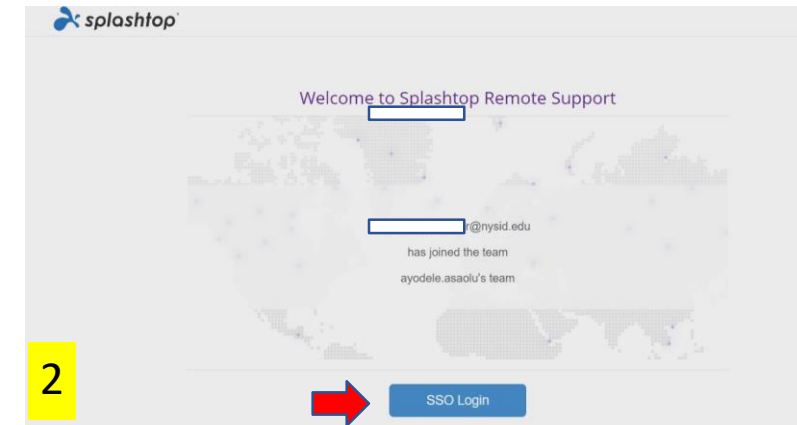 splashtop
Welcome to Splashtop Remote Support
r@nysid.edu
has joined the team
ayodele.asaolu's team
2
SSO Login